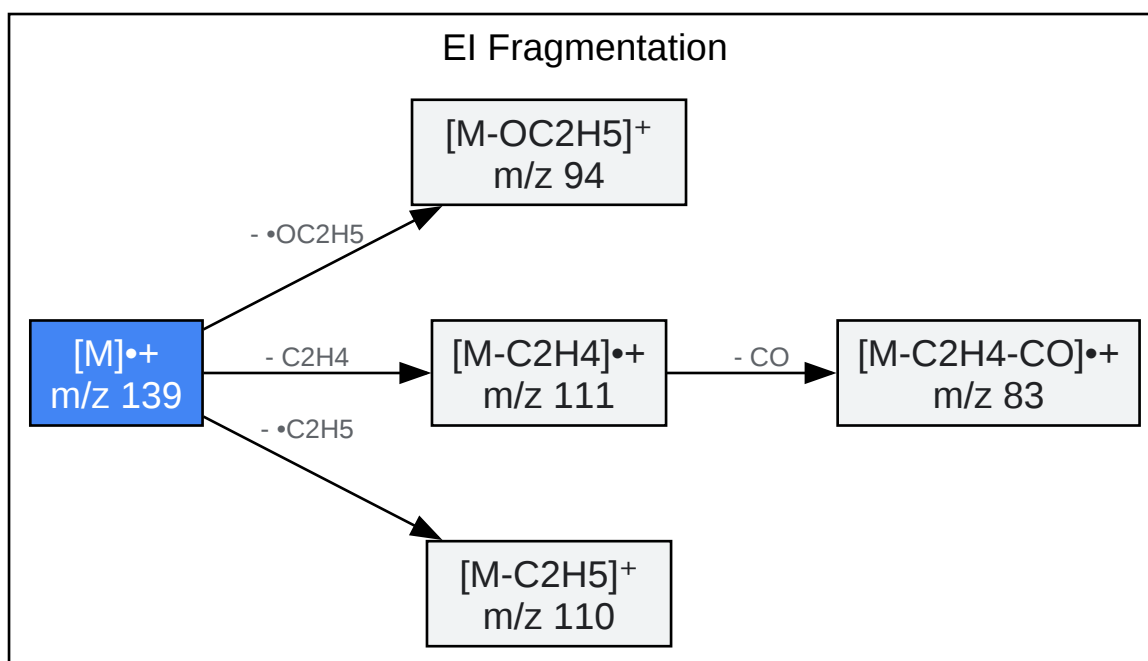 EI Fragmentation
[M-OC2H5]⁺
m/z 94
- •OC2H5
[M]•+
m/z 139
- C2H4
[M-C2H4]•+
m/z 111
- CO
[M-C2H4-CO]•+
m/z 83
- •C2H5
[M-C2H5]⁺
m/z 110